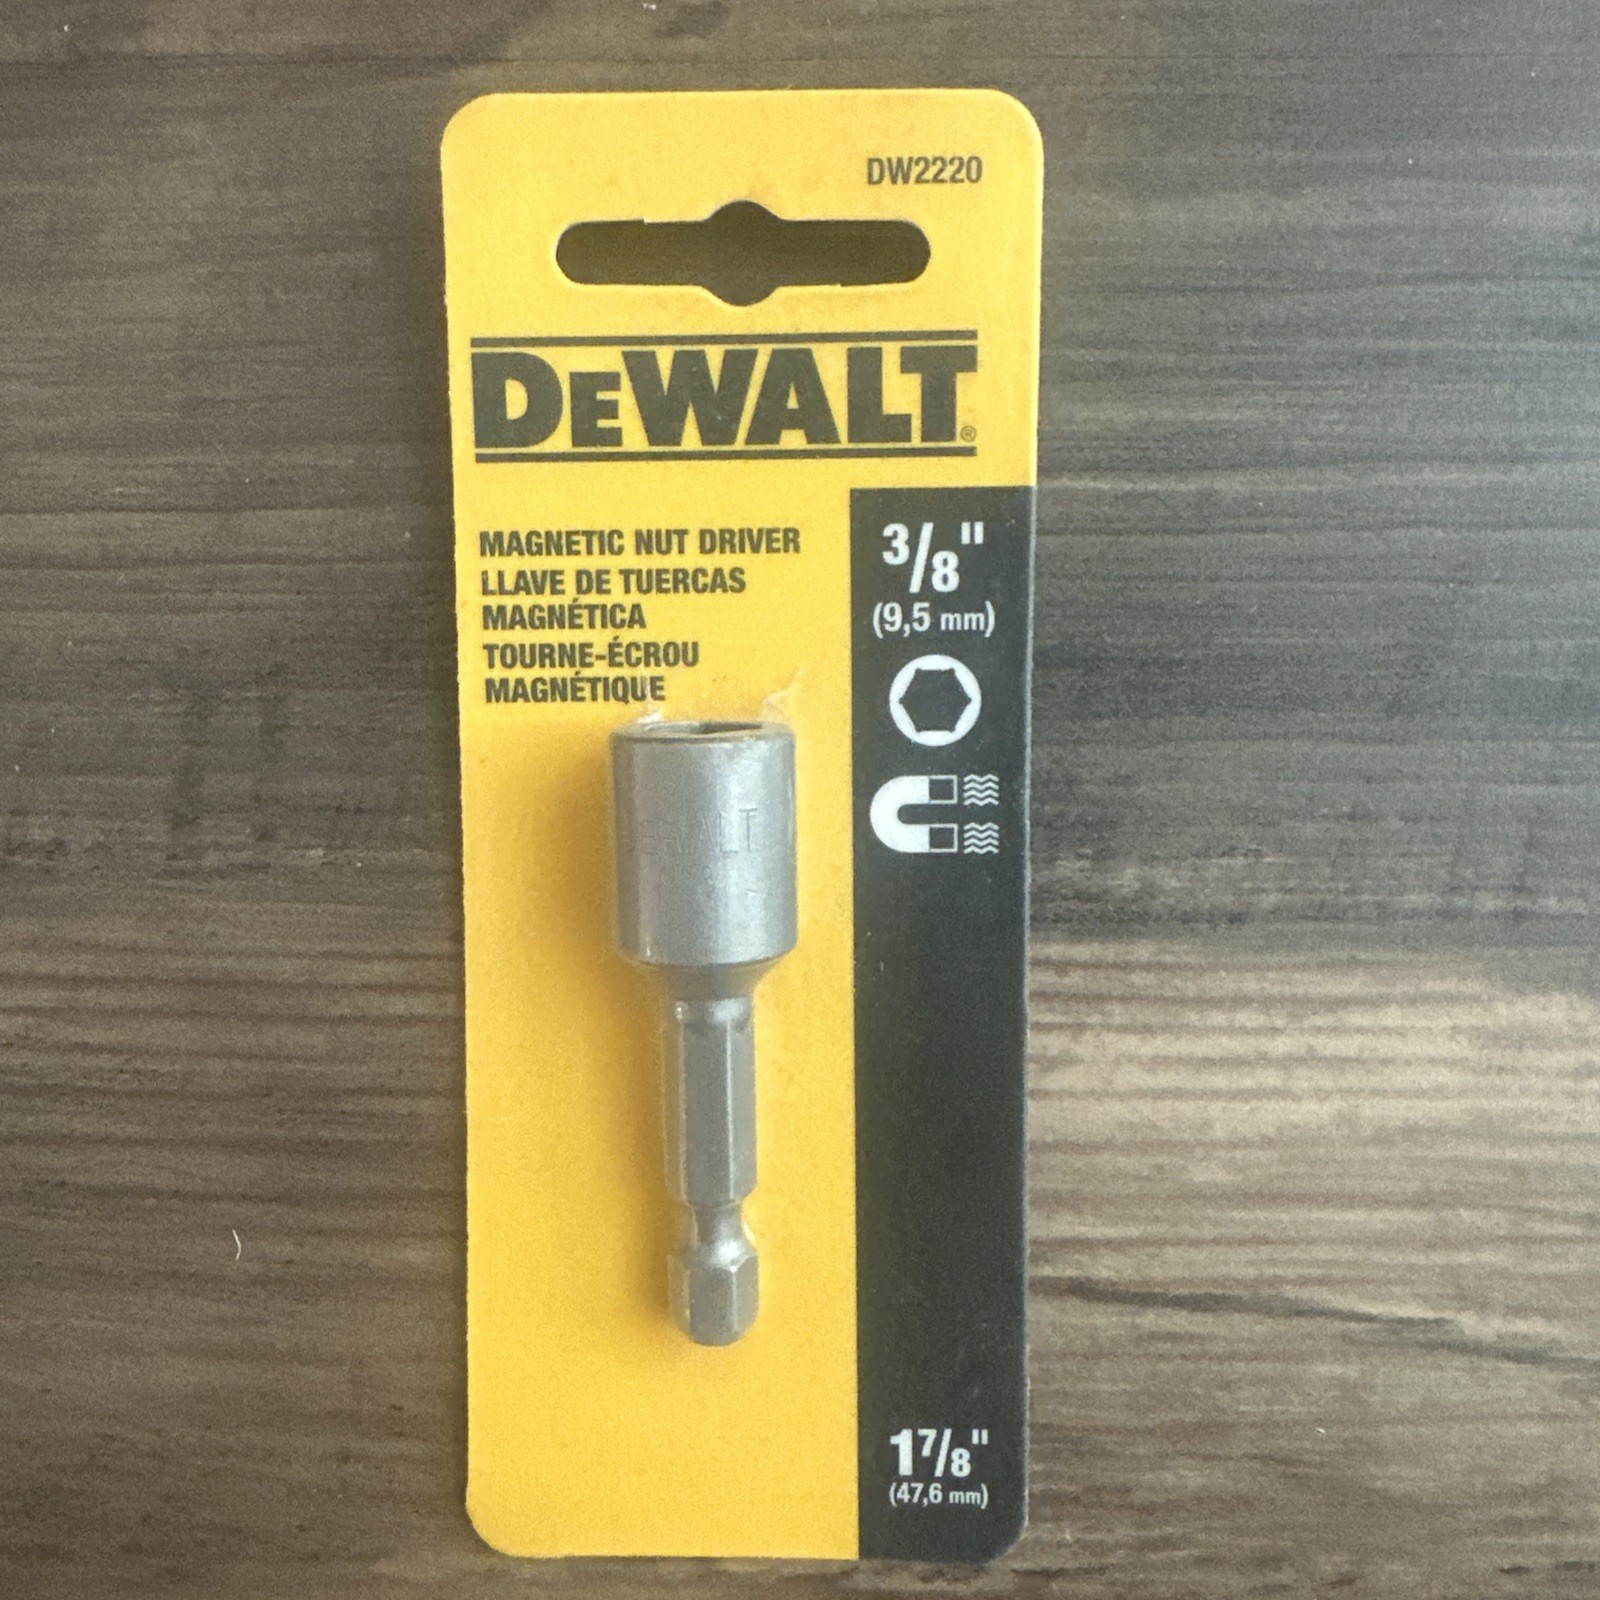 DW2220
DEWALT®
MAGNETIC NUT DRIVER
LLAVE DE TUERCAS
MAGNÉTICA
TOURNE-ÉCROU
MAGNÉTIQUE
3/8"
(9,5 mm)
DEWALT
1 7/8"
(47,6 mm)